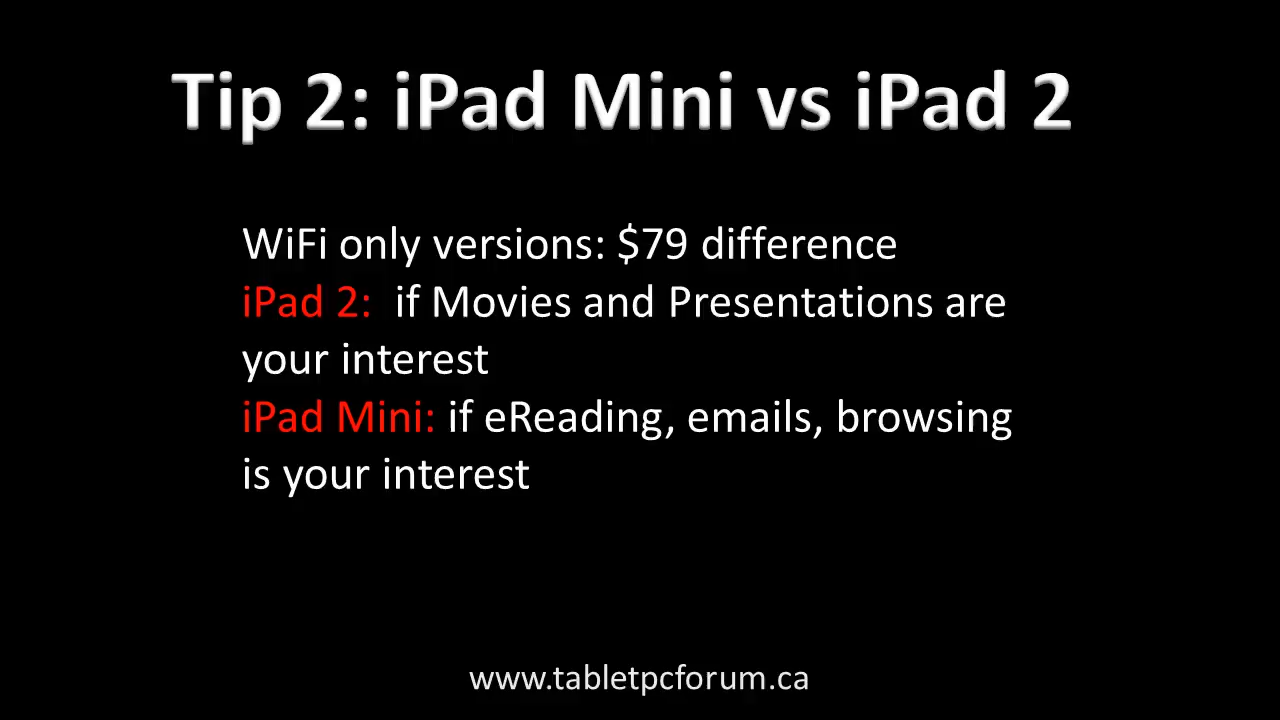 Tip 2: iPad Mini vs iPad 2
WiFi only versions: $79 difference
iPad 2:  if Movies and Presentations are
your interest
iPad Mini: if eReading, emails, browsing
is your interest
www.tabletpcforum.ca